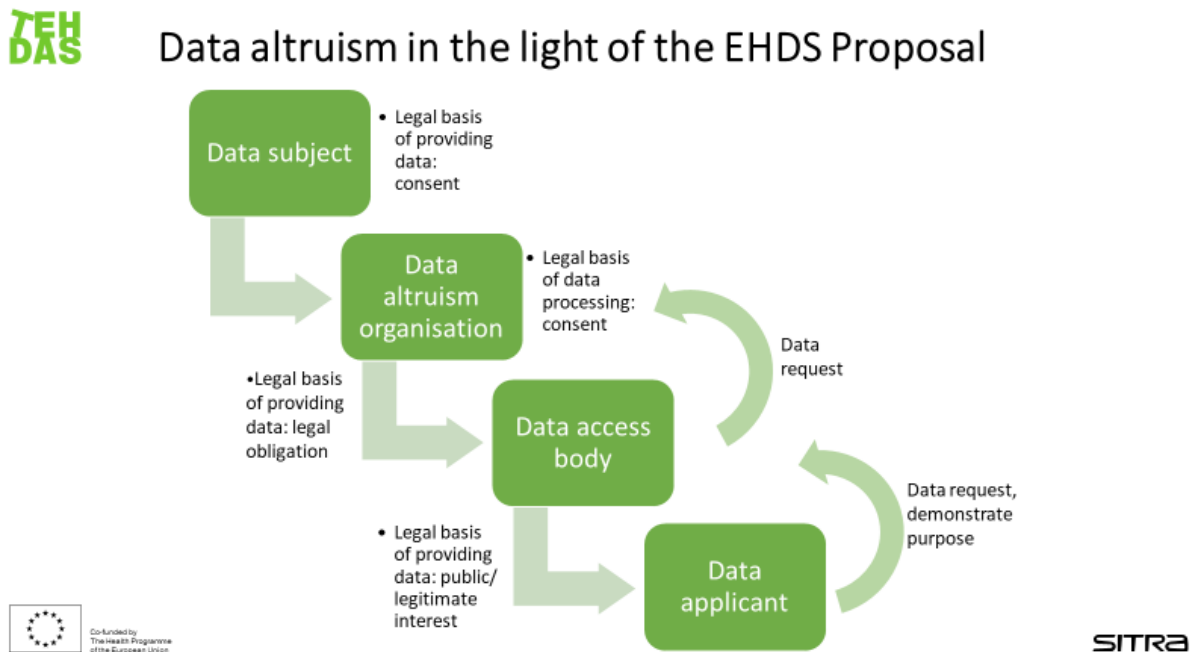 TEH
DAS
Data altruism in the light of the EHDS Proposal
Data subject
• Legal basis
of providing
data:
consent
Data
altruism
organisation
• Legal basis
of data
processing:
consent
Data
request
•Legal basis
of providing
data: legal
obligation
Data access
body
Data request,
demonstrate
purpose
• Legal basis
of providing
data: public/
legitimate
interest
Data
applicant
Co-funded by
The Health Programme
of the European Union
SITRA